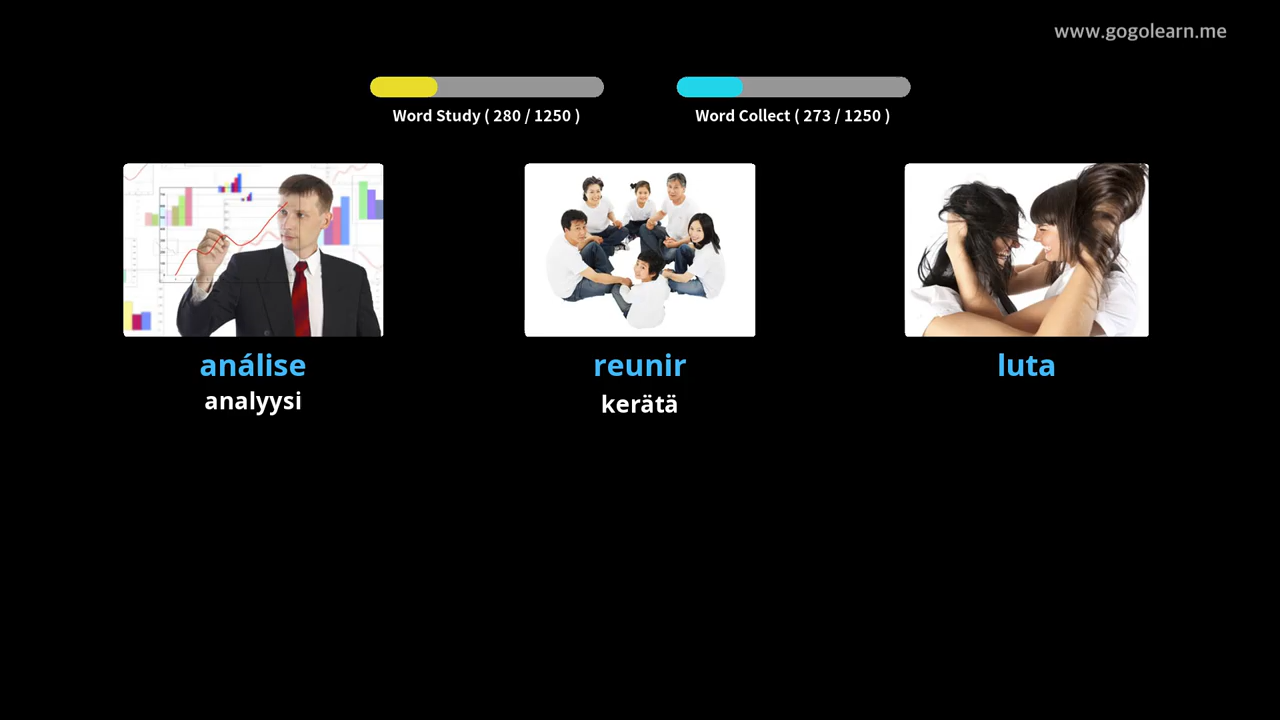 www.gogolearn.me
Word Study ( 280 / 1250 )
Word Collect ( 273 / 1250 )
análise
reunir
luta
analyysi
kerätä